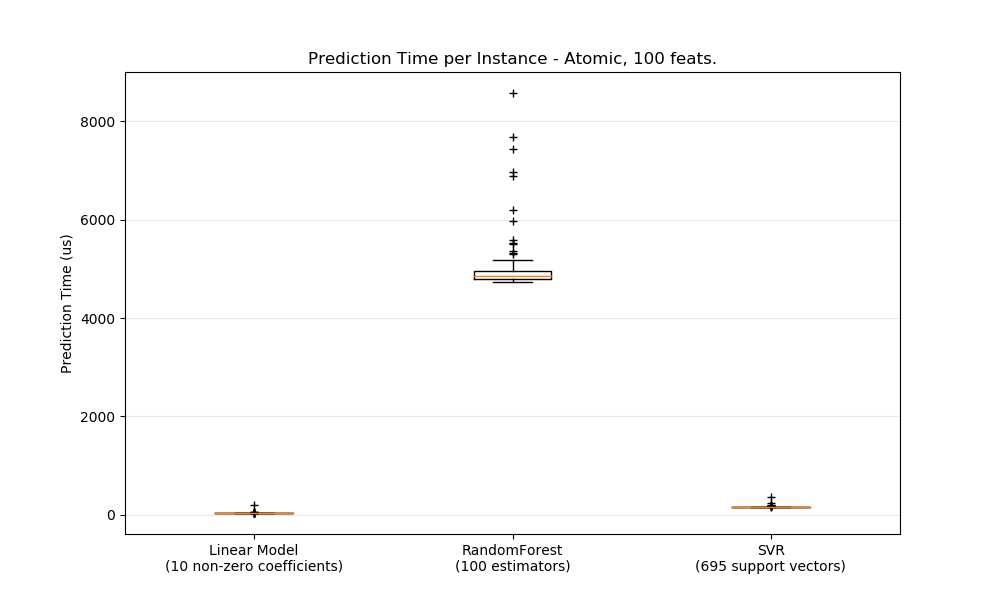 Prediction Time per Instance - Atomic, 100 feats.
8000
6000
4000
2000
0
Prediction Time (us)
Linear Model
(10 non-zero coefficients)
RandomForest
(100 estimators)
SVR
(695 support vectors)